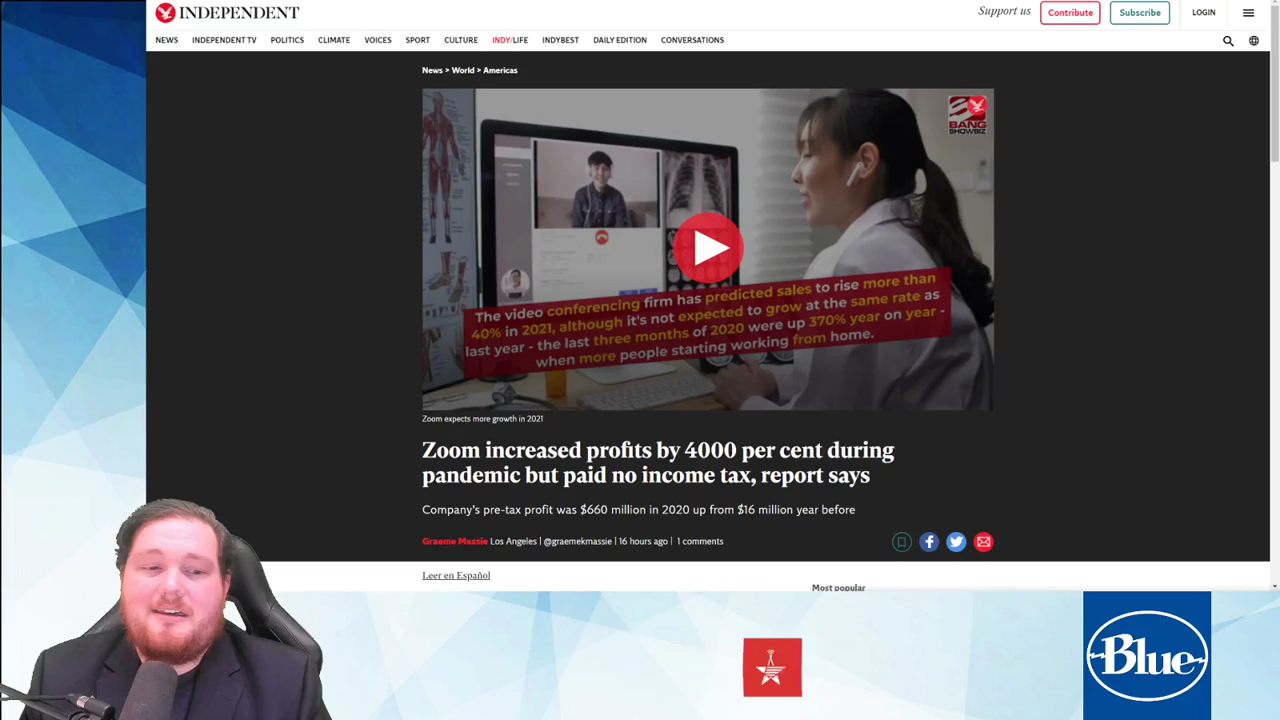 INDEPENDENT
Support us
Contribute
Subscribe
LOGIN
NEWS INDEPENDENT TV POLITICS CLIMATE VOICES SPORT CULTURE INDY/LIFE INDYBEST DAILY EDITION CONVERSATIONS
News > World > Americas
BANG
SHOWBIZ
The video conferencing firm has predicted sales to rise more than
40% in 2021, although it's not expected to grow at the same rate as
last year - the last three months of 2020 were up 370% year on year -
when more people starting working from home.
Zoom expects more growth in 2021
Zoom increased profits by 4000 per cent during
pandemic but paid no income tax, report says
Company's pre-tax profit was $660 million in 2020 up from $16 million year before
Graeme Massie Los Angeles | @graemekmassie | 16 hours ago | 1 comments
Leer en Español
Most popular
Blue